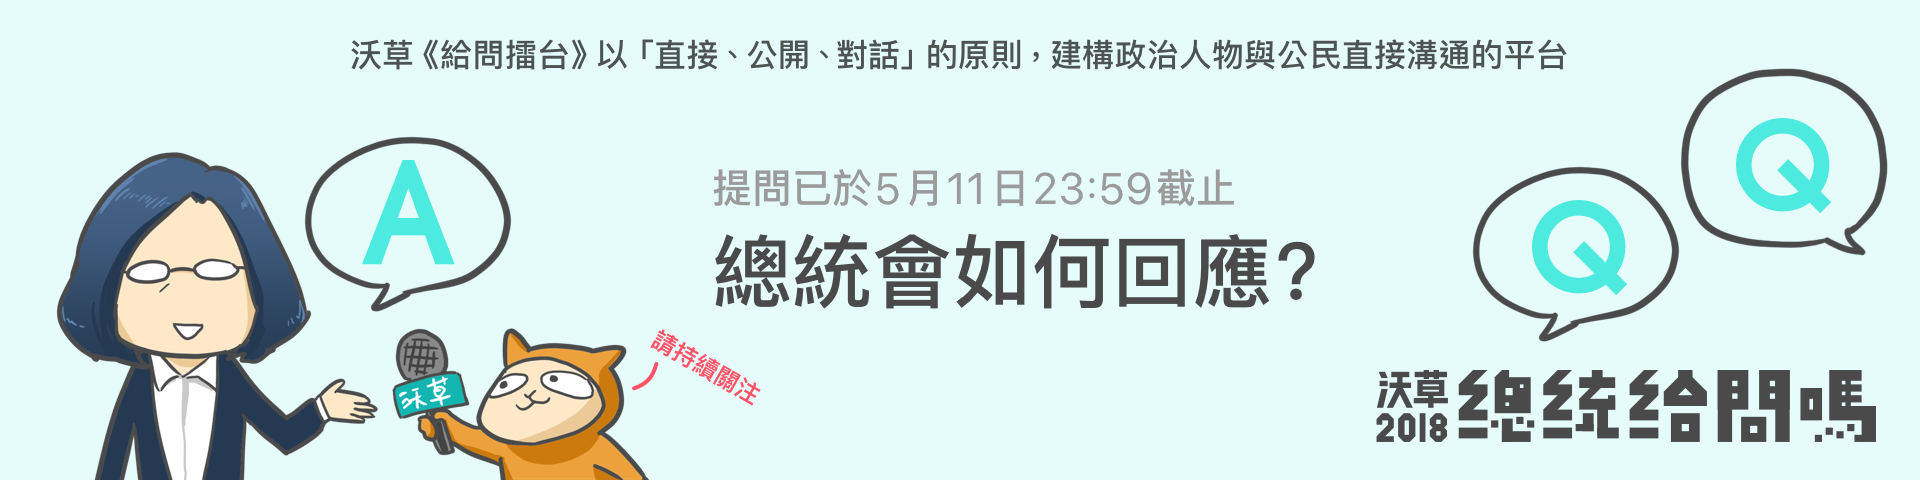 沃草《給問擂台》以「直接、公開、對話」的原則，建構政治人物與公民直接溝通的平台
提問已於5月11日23:59截止
總統會如何回應？
A
Q
Q
沃草
請持續關注
沃草
2018
總統給問嗎